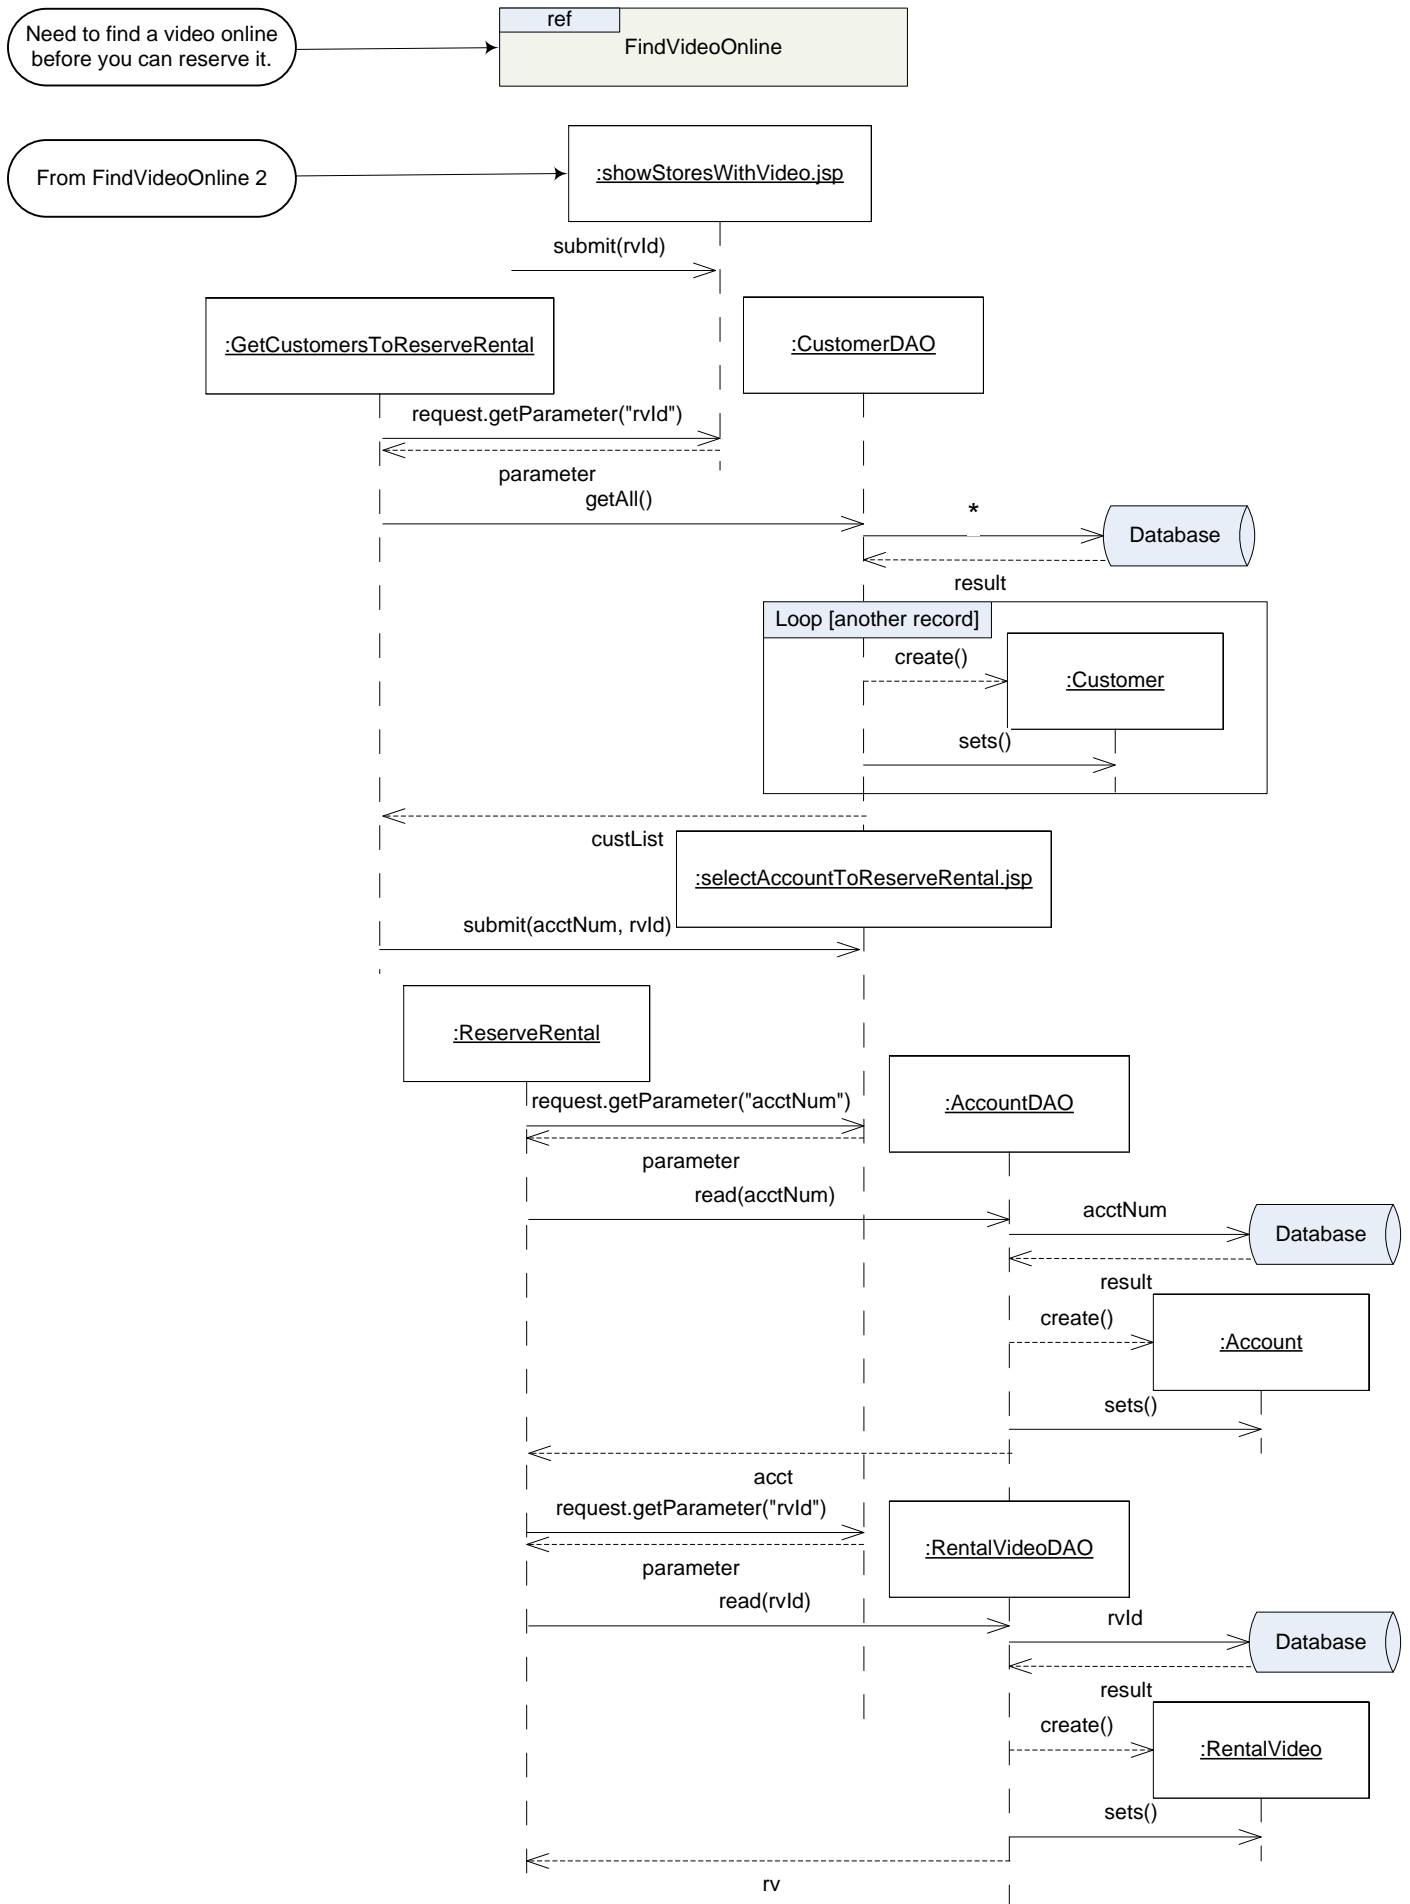 Need to find a video online
before you can reserve it.
ref
FindVideoOnline
From FindVideoOnline 2
:showStoresWithVideo.jsp
submit(rvId)
:GetCustomersToReserveRental
:CustomerDAO
request.getParameter("rvId")
parameter
getAll()
*
Database
result
Loop [another record]
create()
:Customer
sets()
custList
:selectAccountToReserveRental.jsp
submit(acctNum, rvId)
:ReserveRental
:AccountDAO
request.getParameter("acctNum")
parameter
read(acctNum)
acctNum
Database
result
create()
:Account
sets()
acct
request.getParameter("rvId")
:RentalVideoDAO
parameter
read(rvId)
rvId
Database
result
create()
:RentalVideo
sets()
rv